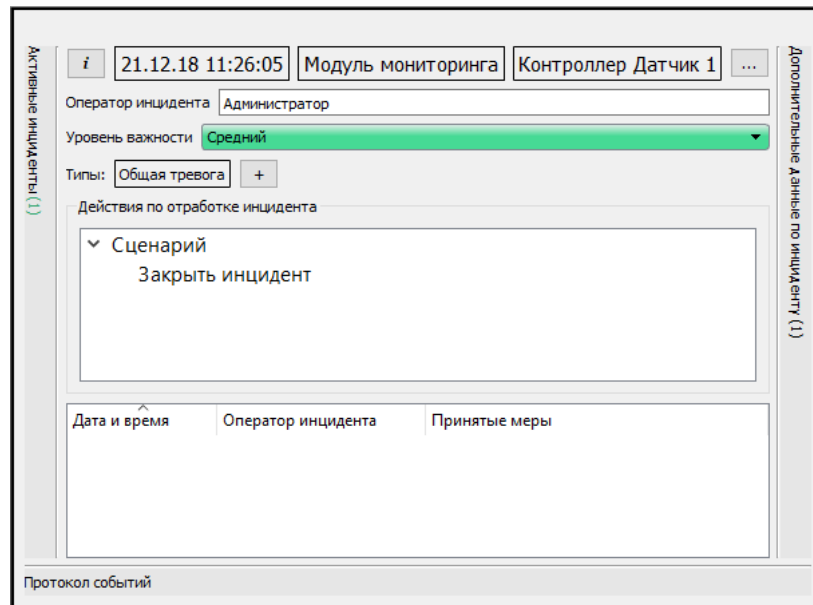 Активные инциденты (1)
i 21.12.18 11:26:05 Модуль мониторинга Контроллер Датчик 1 ...
Оператор инцидента Администратор
Уровень важности Средний
Типы: Общая тревога +
Действия по отработке инцидента
Сценарий
Закрыть инцидент
Дата и время Оператор инцидента Принятые меры
Дополнительные данные по инциденту (1)
Протокол событий